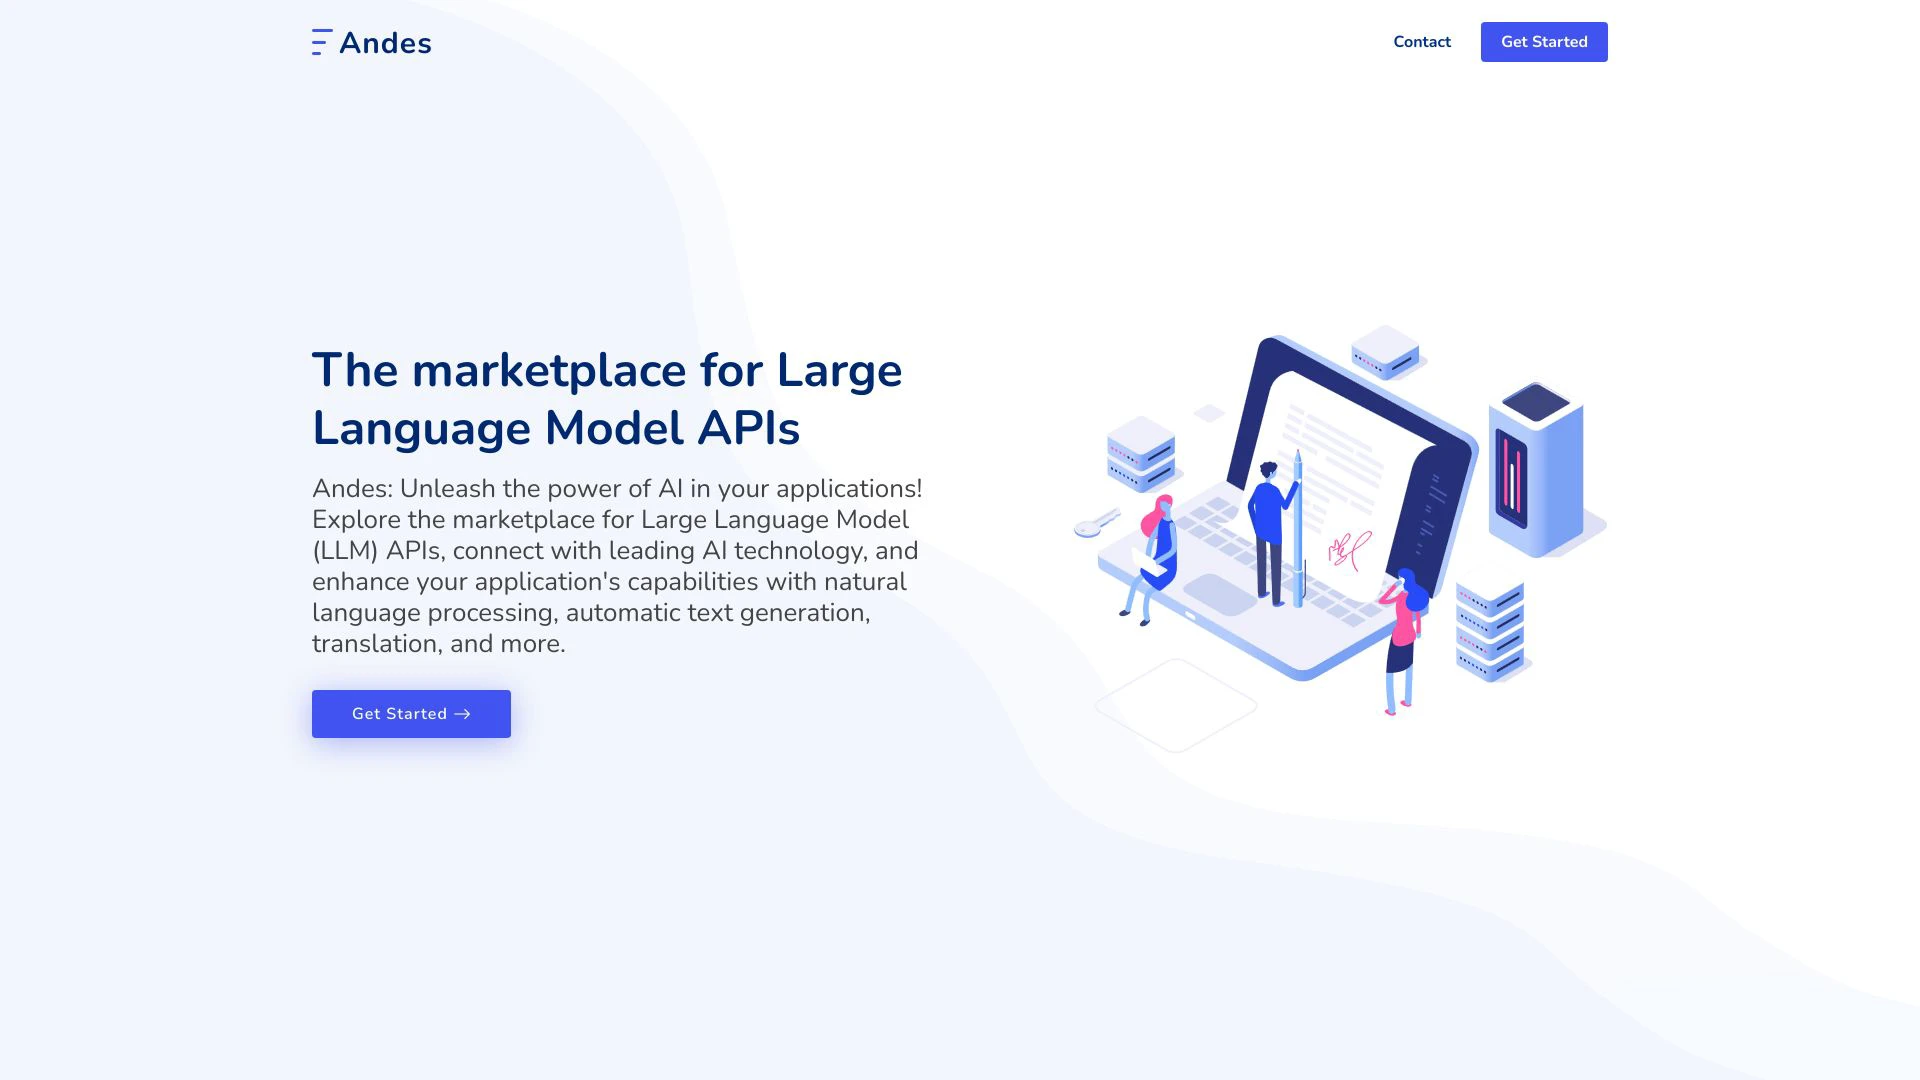 Andes
Contact
Get Started
The marketplace for Large
Language Model APIs
Andes: Unleash the power of AI in your applications!
Explore the marketplace for Large Language Model
(LLM) APIs, connect with leading AI technology, and
enhance your application's capabilities with natural
language processing, automatic text generation,
translation, and more.
Get Started →